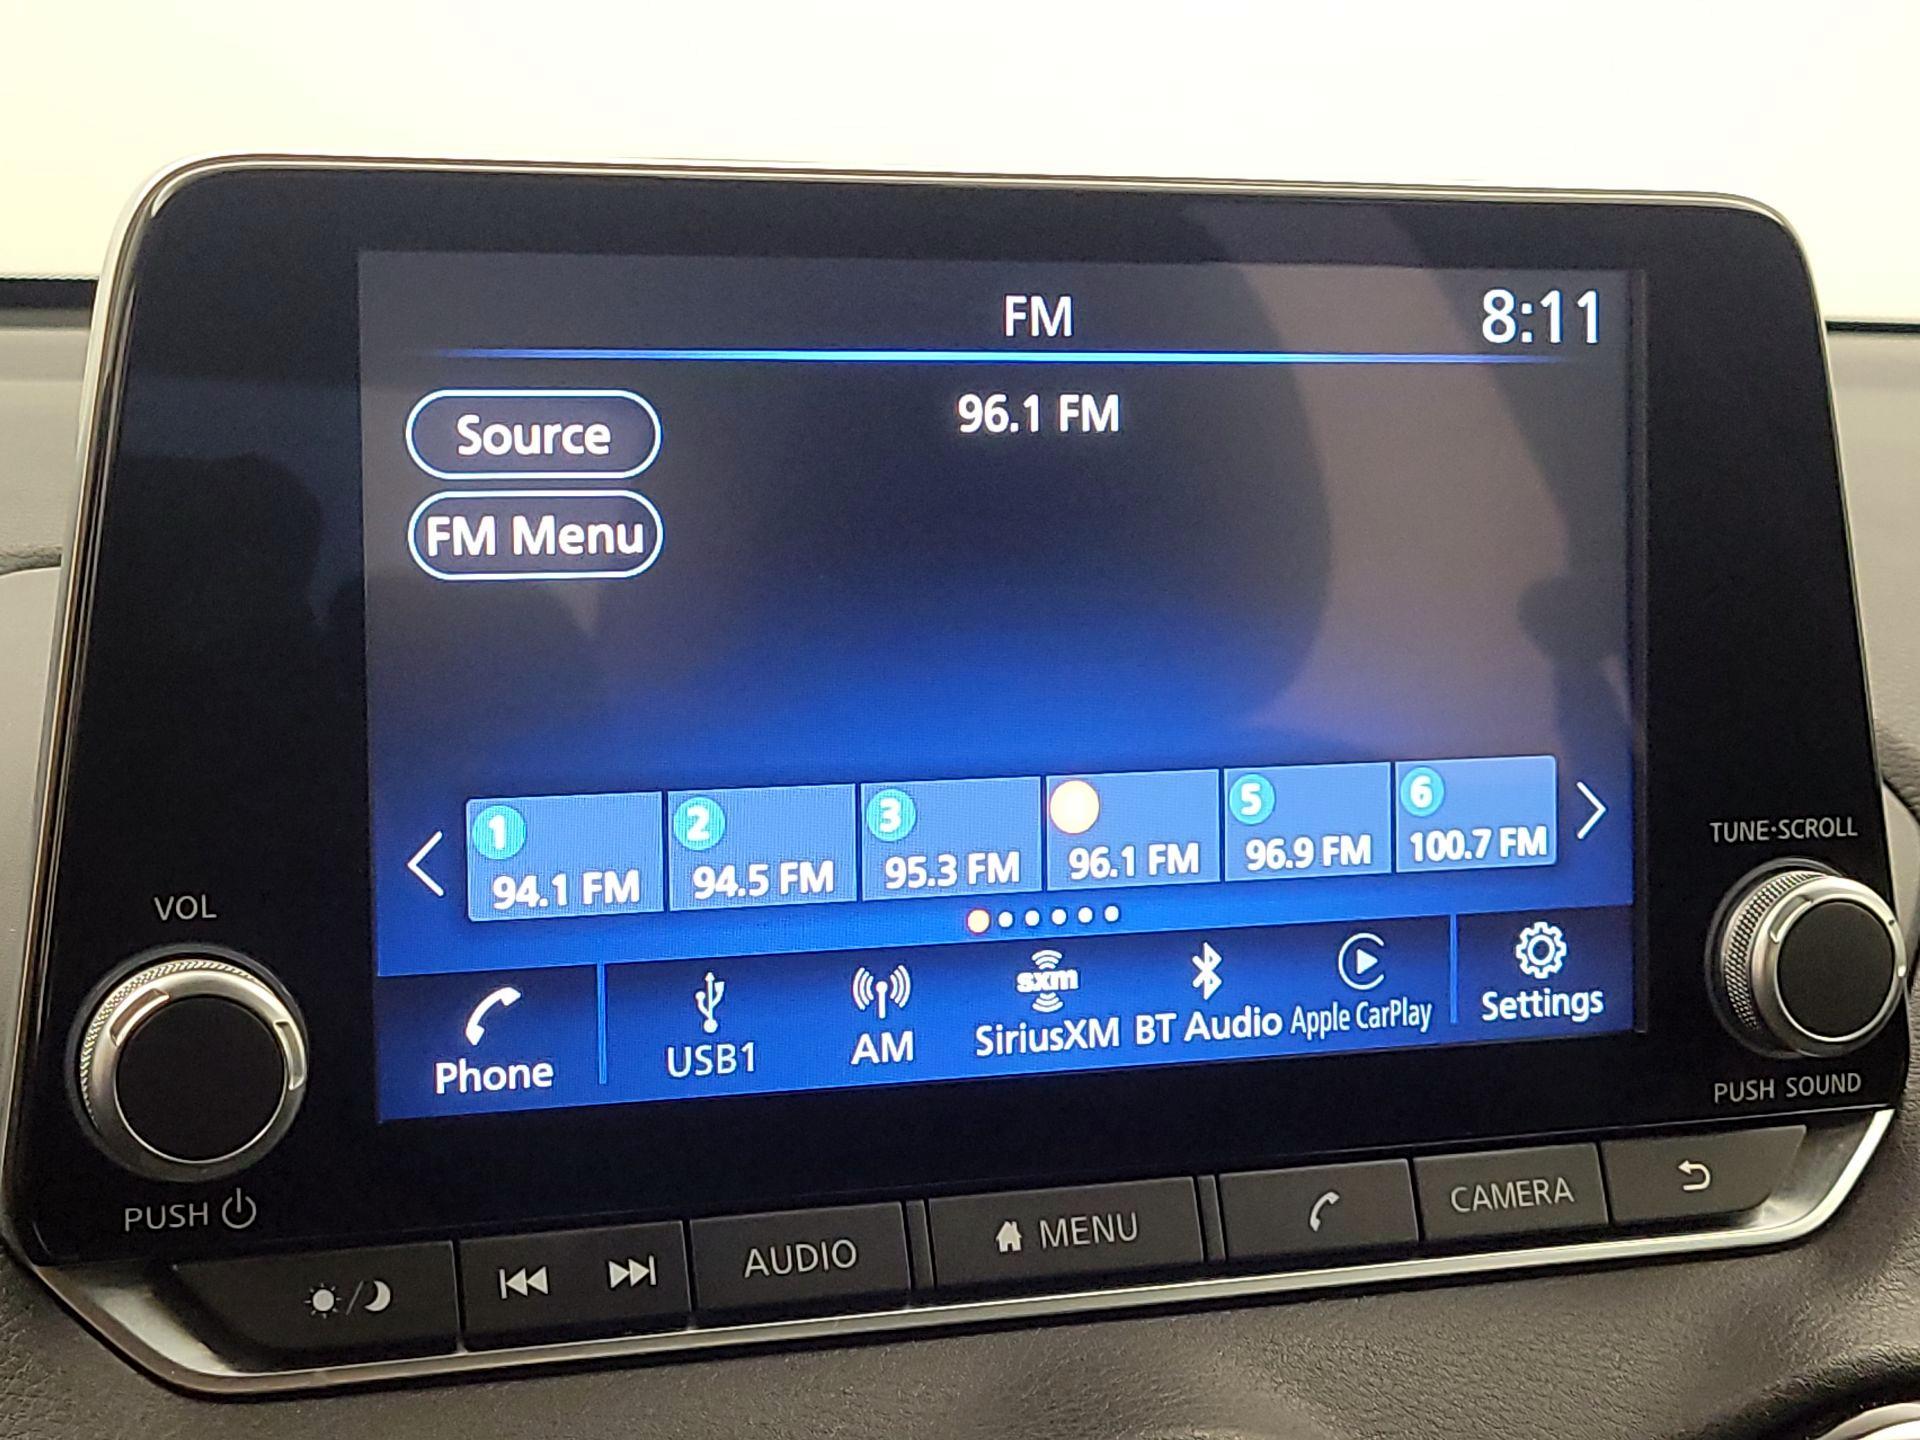 FM
8:11
Source
96.1 FM
FM Menu
1
2
3
5
6
94.1 FM
94.5 FM
95.3 FM
96.1 FM
96.9 FM
100.7 FM
TUNE·SCROLL
VOL
sxm
Phone
USB1
AM
SiriusXM
BT Audio
Apple CarPlay
Settings
PUSH SOUND
PUSH
AUDIO
MENU
CAMERA